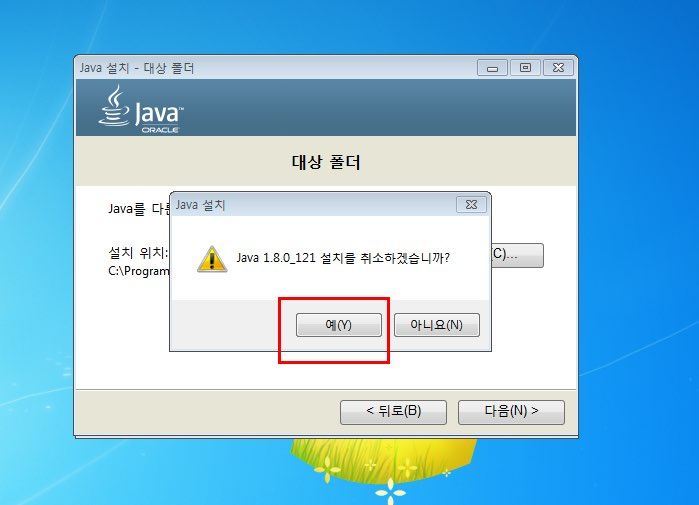 Java 설치 - 대상 폴더
Java™
ORACLE
대상 폴더
Java를 다
설치 위치:
C:\Program
(C)...
Java 설치
Java 1.8.0_121 설치를 취소하겠습니까?
예(Y)
아니요(N)
< 뒤로(B)
다음(N) >